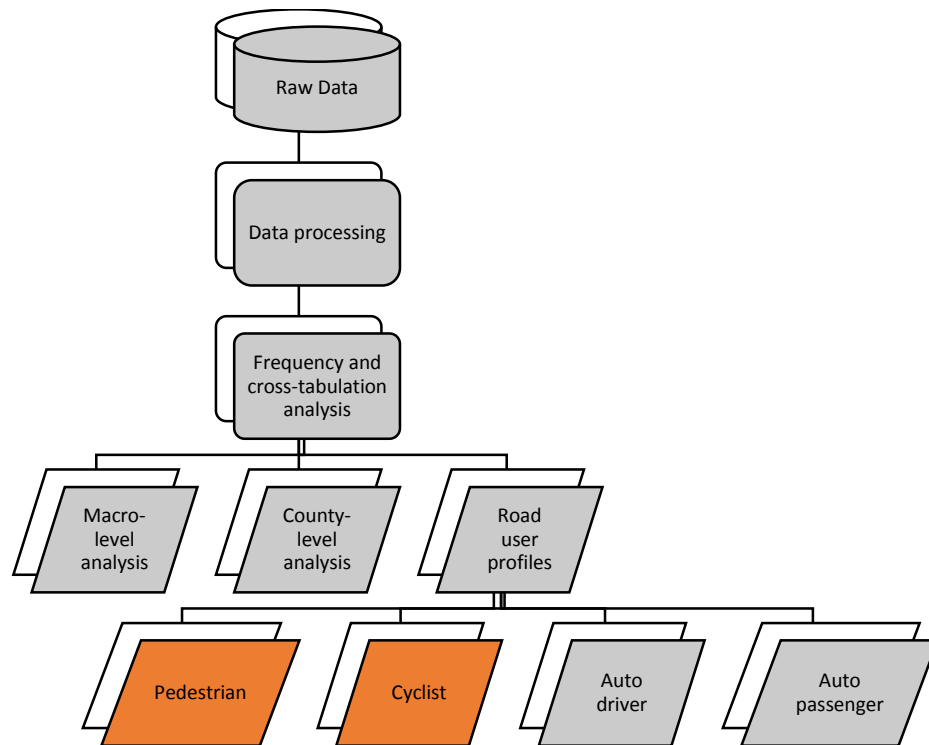 Raw Data
Data processing
Frequency and
cross-tabulation
analysis
Macro-
level
analysis
County-
level
analysis
Road
user
profiles
Pedestrian
Cyclist
Auto
driver
Auto
passenger